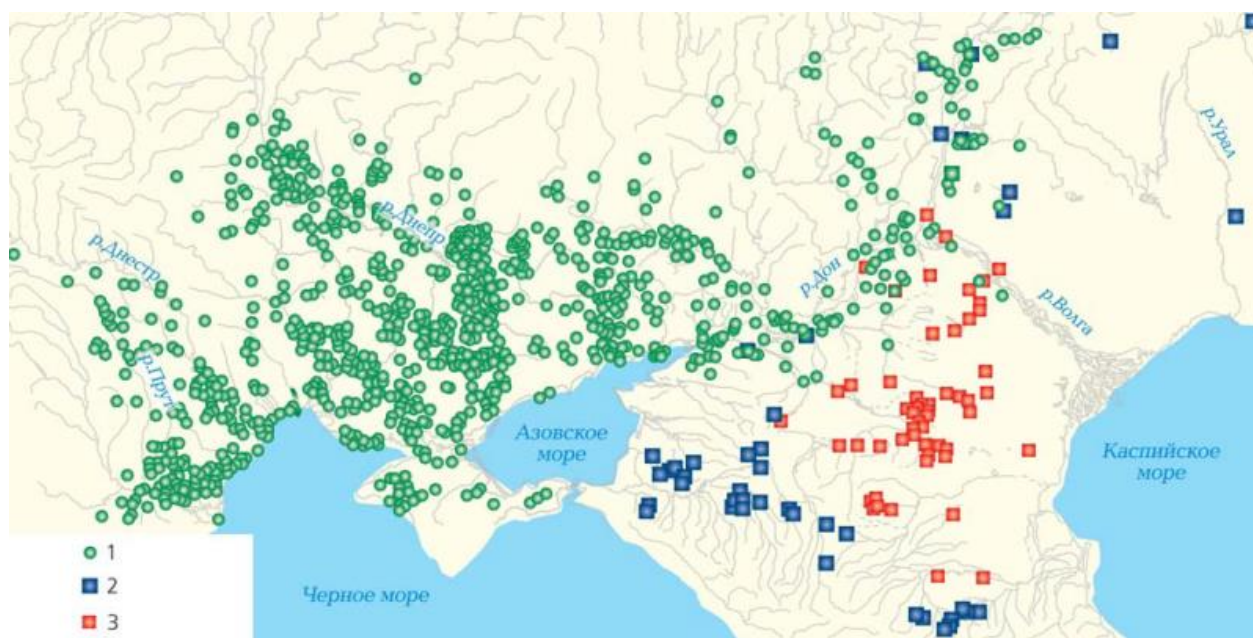 р.Урал
р.Днепр
р.Днестр
р.Дон
р.Волга
р.Прут
Азовское
море
Каспийское
море
Черное море
1
2
3